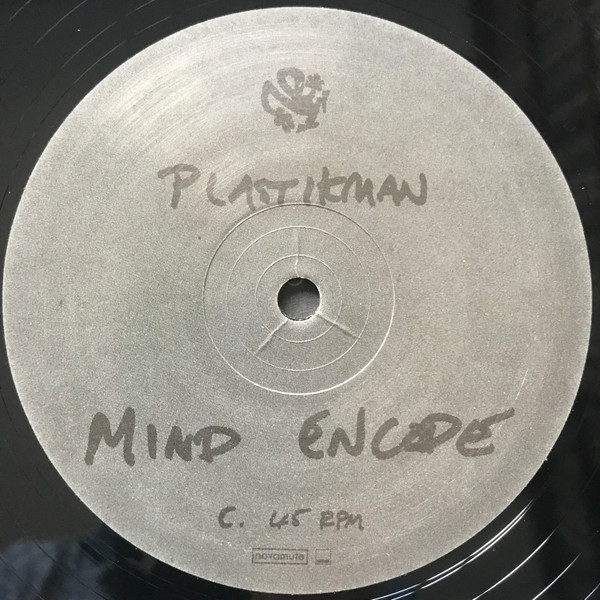 PLASTIKMAN
MIND ENCODE
C. 45 RPM
novamute